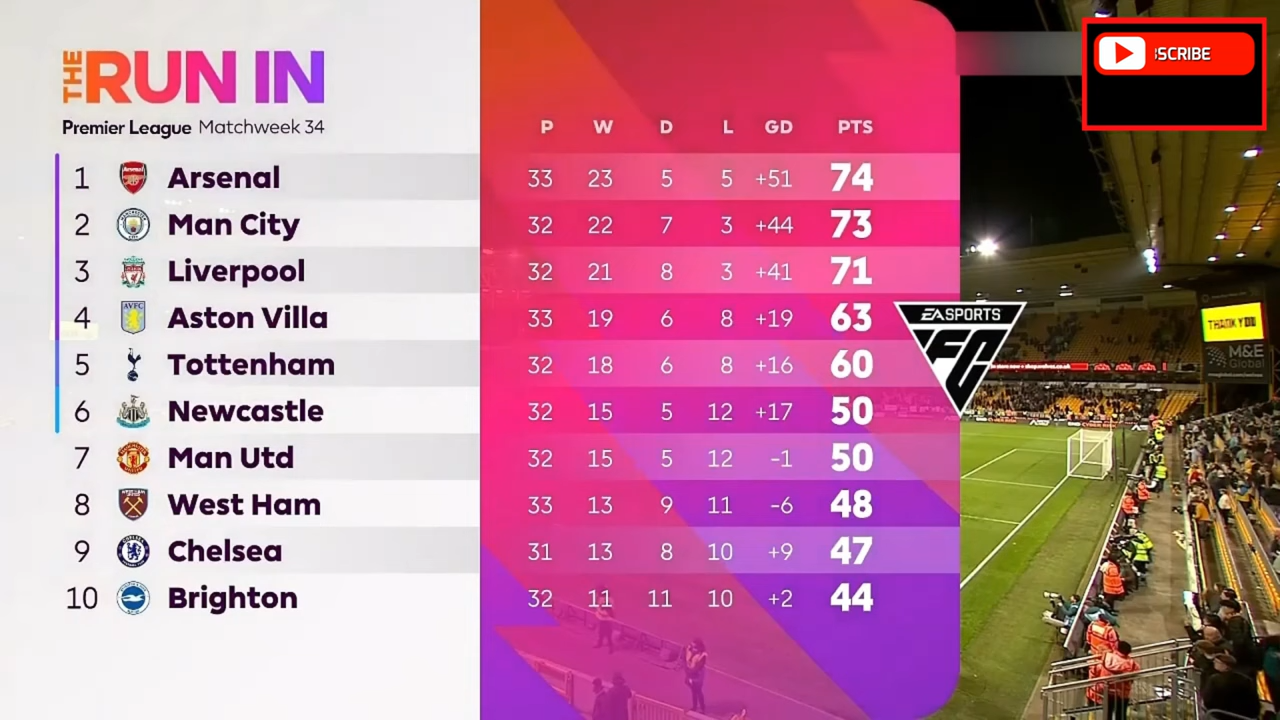 THE RUN IN
Premier League Matchweek 34
P W D L GD PTS
1 Arsenal 33 23 5 5 +51 74
2 Man City 32 22 7 3 +44 73
3 Liverpool 32 21 8 3 +41 71
4 Aston Villa 33 19 6 8 +19 63
5 Tottenham 32 18 6 8 +16 60
6 Newcastle 32 15 5 12 +17 50
7 Man Utd 32 15 5 12 -1 50
8 West Ham 33 13 9 11 -6 48
9 Chelsea 31 13 8 10 +9 47
10 Brighton 32 11 11 10 +2 44
SCRIBE
EA SPORTS
FC
THANK YOU
M&E
Global
AVFC